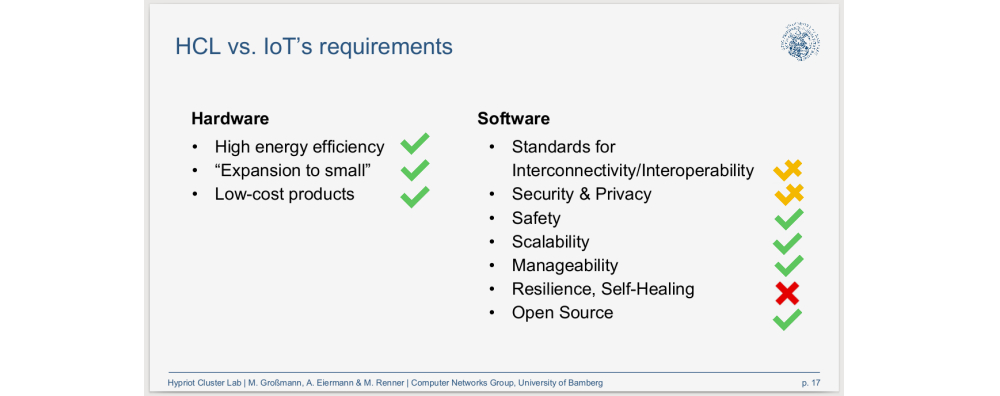 HCL vs. IoT's requirements
Hardware
• High energy efficiency
• “Expansion to small”
• Low-cost products
Software
• Standards for
Interconnectivity/Interoperability
• Security & Privacy
• Safety
• Scalability
• Manageability
• Resilience, Self-Healing
• Open Source
Hypriot Cluster Lab | M. Großmann, A. Eiermann & M. Renner | Computer Networks Group, University of Bamberg
p. 17